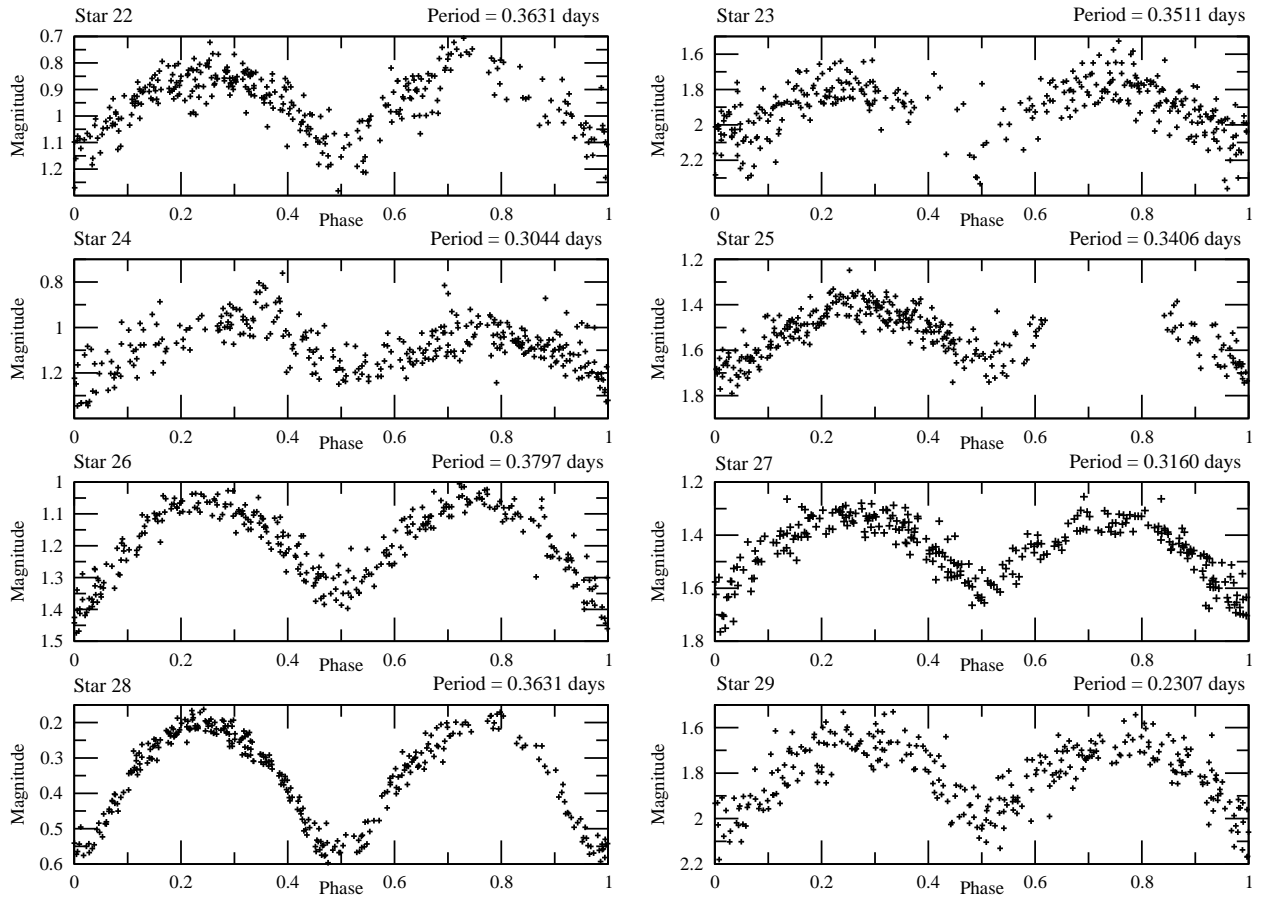 Star 22 Period = 0.3631 days
0.7
0.8
0.9
1
1.1
1.2
Magnitude
0 0.2 0.4 0.6 0.8 1
Phase
Star 23 Period = 0.3511 days
1.6
1.8
2
2.2
Magnitude
0 0.2 0.4 0.6 0.8 1
Phase
Star 24 Period = 0.3044 days
0.8
1
1.2
Magnitude
0 0.2 0.4 0.6 0.8 1
Phase
Star 25 Period = 0.3406 days
1.2
1.4
1.6
1.8
Magnitude
0 0.2 0.4 0.6 0.8 1
Phase
Star 26 Period = 0.3797 days
1
1.1
1.2
1.3
1.4
1.5
Magnitude
0 0.2 0.4 0.6 0.8 1
Phase
Star 27 Period = 0.3160 days
1.2
1.4
1.6
1.8
Magnitude
0 0.2 0.4 0.6 0.8 1
Phase
Star 28 Period = 0.3631 days
0.2
0.3
0.4
0.5
0.6
Magnitude
0 0.2 0.4 0.6 0.8 1
Phase
Star 29 Period = 0.2307 days
1.6
1.8
2
2.2
Magnitude
0 0.2 0.4 0.6 0.8 1
Phase